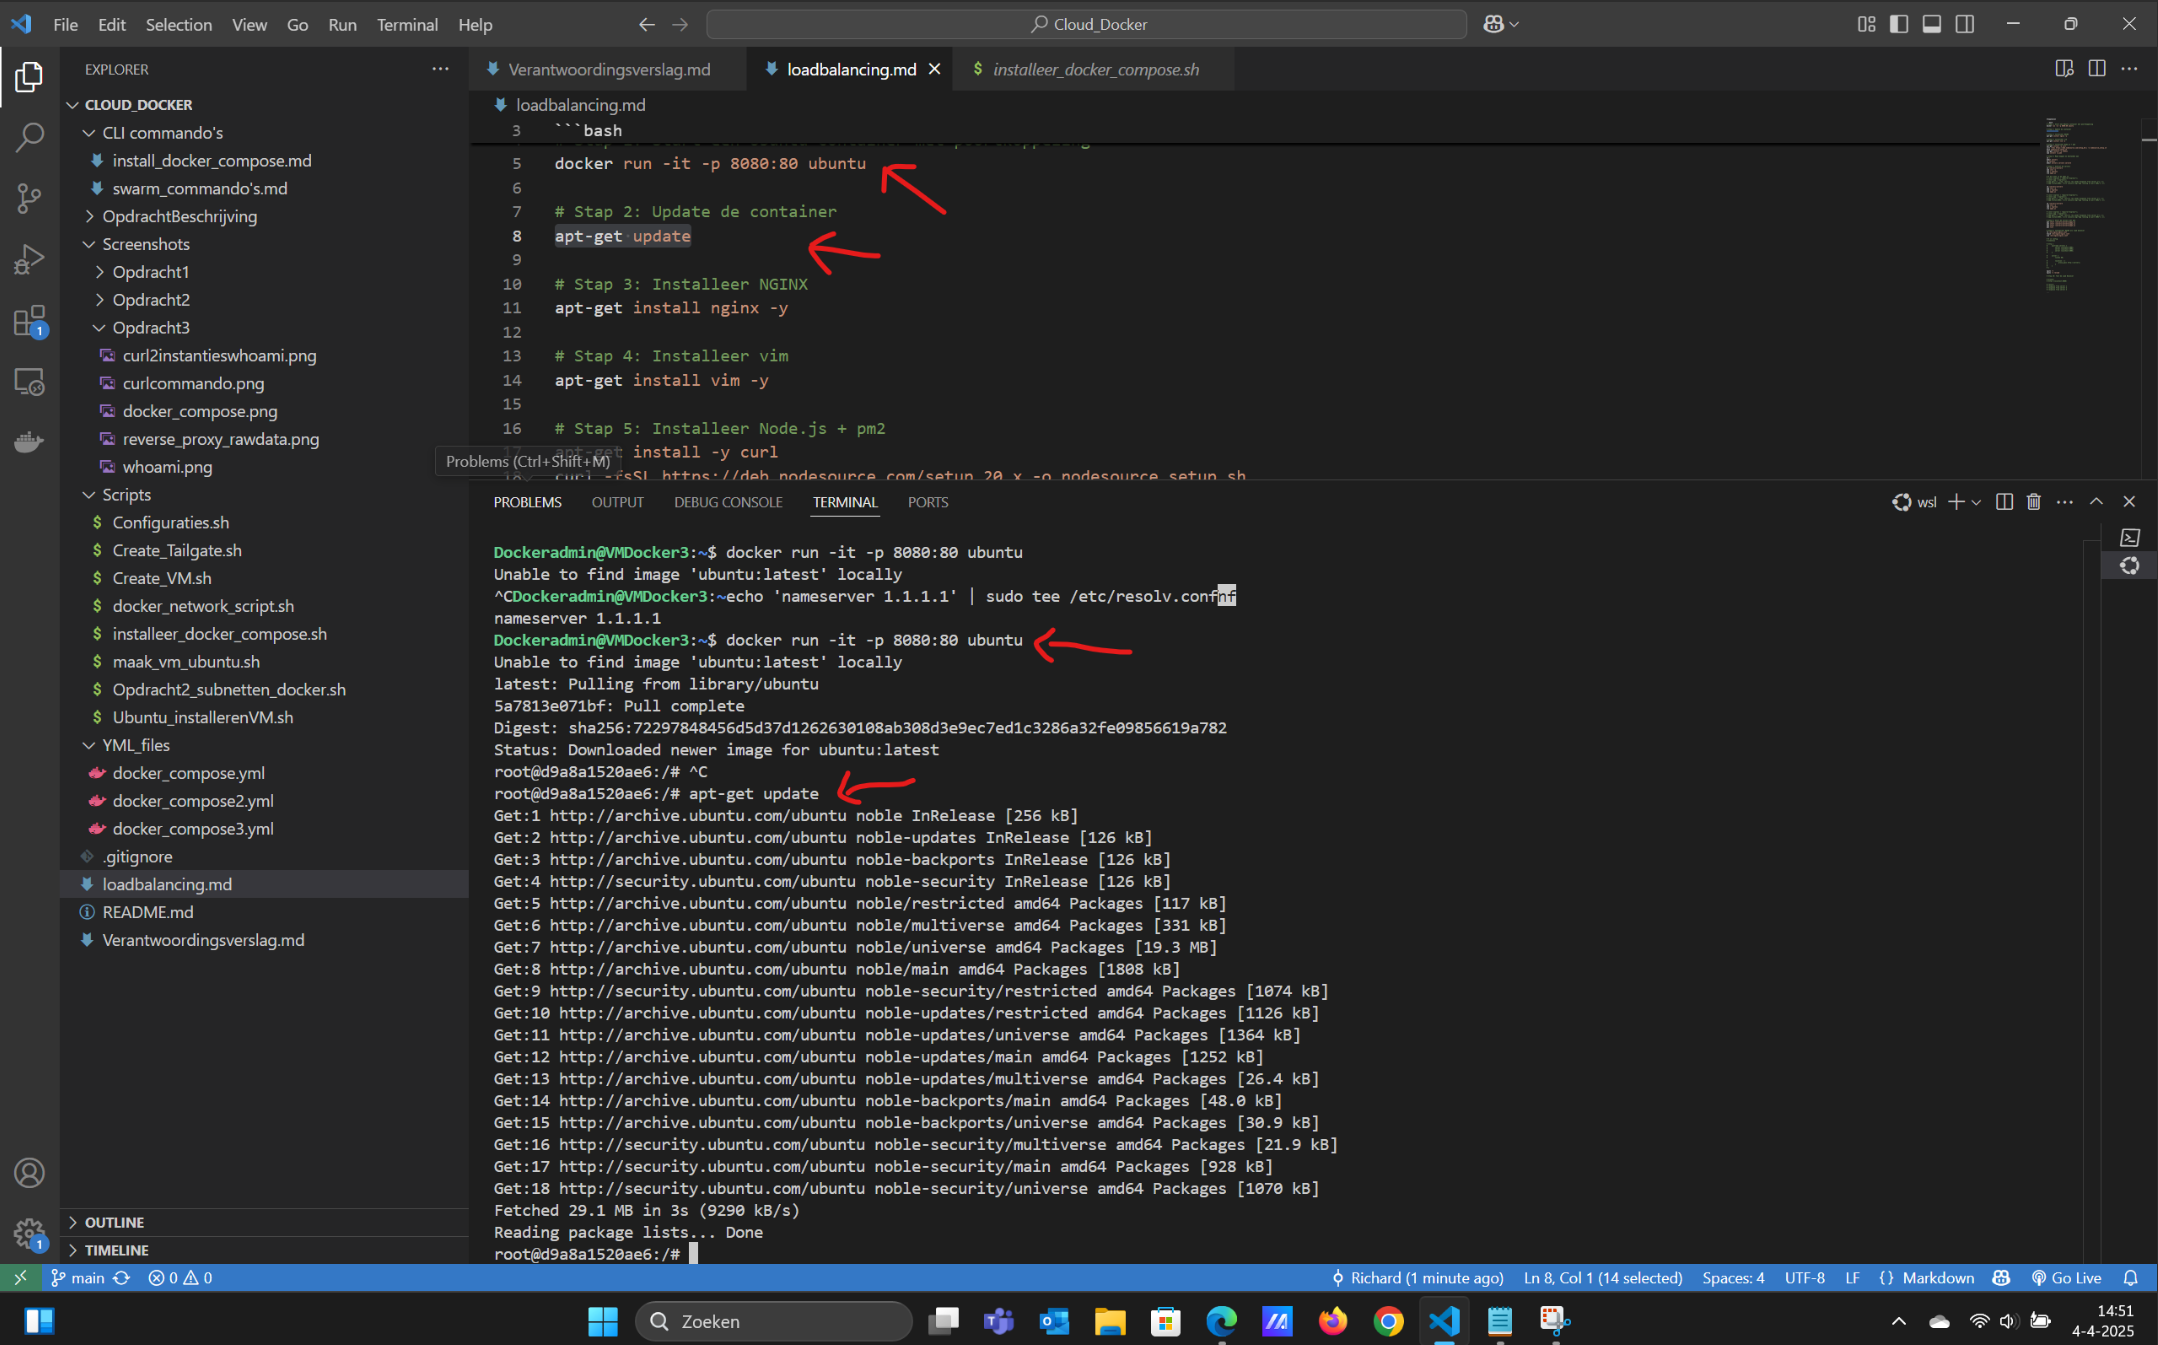 File Edit Selection View Go Run Terminal Help
Cloud_Docker
EXPLORER
CLOUD_DOCKER
CLI commando's
install_docker_compose.md
swarm_commando's.md
OpdrachtBeschrijving
Screenshots
Opdracht1
Opdracht2
Opdracht3
curl2instantieswhoami.png
curlcommando.png
docker_compose.png
reverse_proxy_rawdata.png
whoami.png
Scripts
Configuraties.sh
Create_Tailgate.sh
Create_VM.sh
docker_network_script.sh
installeer_docker_compose.sh
maak_vm_ubuntu.sh
Opdracht2_subnetten_docker.sh
Ubuntu_installerenVM.sh
YML_files
docker_compose.yml
docker_compose2.yml
docker_compose3.yml
.gitignore
loadbalancing.md
README.md
Verantwoordingsverslag.md
OUTLINE
TIMELINE
Verantwoordingsverslag.md
loadbalancing.md
$ installeer_docker_compose.sh
loadbalancing.md
3 ```bash
5 docker run -it -p 8080:80 ubuntu
6
7 # Stap 2: Update de container
8 apt-get update
9
10 # Stap 3: Installeer NGINX
11 apt-get install nginx -y
12
13 # Stap 4: Installeer vim
14 apt-get install vim -y
15
16 # Stap 5: Installeer Node.js + pm2
17 apt-get install -y curl
18 curl -fsSL https://deb.nodesource.com/setup_20.x -o nodesource_setup.sh
Problems (Ctrl+Shift+M)
PROBLEMS OUTPUT DEBUG CONSOLE TERMINAL PORTS
wsl
Dockeradmin@VMDocker3:~$ docker run -it -p 8080:80 ubuntu
Unable to find image 'ubuntu:latest' locally
^CDockeradmin@VMDocker3:~echo 'nameserver 1.1.1.1' | sudo tee /etc/resolv.confnf
nameserver 1.1.1.1
Dockeradmin@VMDocker3:~$ docker run -it -p 8080:80 ubuntu
Unable to find image 'ubuntu:latest' locally
latest: Pulling from library/ubuntu
5a7813e071bf: Pull complete
Digest: sha256:72297848456d5d37d1262630108ab308d3e9ec7ed1c3286a32fe09856619a782
Status: Downloaded newer image for ubuntu:latest
root@d9a8a1520ae6:/# ^C
root@d9a8a1520ae6:/# apt-get update
Get:1 http://archive.ubuntu.com/ubuntu noble InRelease [256 kB]
Get:2 http://archive.ubuntu.com/ubuntu noble-updates InRelease [126 kB]
Get:3 http://archive.ubuntu.com/ubuntu noble-backports InRelease [126 kB]
Get:4 http://security.ubuntu.com/ubuntu noble-security InRelease [126 kB]
Get:5 http://archive.ubuntu.com/ubuntu noble/restricted amd64 Packages [117 kB]
Get:6 http://archive.ubuntu.com/ubuntu noble/multiverse amd64 Packages [331 kB]
Get:7 http://archive.ubuntu.com/ubuntu noble/universe amd64 Packages [19.3 MB]
Get:8 http://archive.ubuntu.com/ubuntu noble/main amd64 Packages [1808 kB]
Get:9 http://security.ubuntu.com/ubuntu noble-security/restricted amd64 Packages [1074 kB]
Get:10 http://archive.ubuntu.com/ubuntu noble-updates/restricted amd64 Packages [1126 kB]
Get:11 http://archive.ubuntu.com/ubuntu noble-updates/universe amd64 Packages [1364 kB]
Get:12 http://archive.ubuntu.com/ubuntu noble-updates/main amd64 Packages [1252 kB]
Get:13 http://archive.ubuntu.com/ubuntu noble-updates/multiverse amd64 Packages [26.4 kB]
Get:14 http://archive.ubuntu.com/ubuntu noble-backports/main amd64 Packages [48.0 kB]
Get:15 http://archive.ubuntu.com/ubuntu noble-backports/universe amd64 Packages [30.9 kB]
Get:16 http://security.ubuntu.com/ubuntu noble-security/multiverse amd64 Packages [21.9 kB]
Get:17 http://security.ubuntu.com/ubuntu noble-security/main amd64 Packages [928 kB]
Get:18 http://security.ubuntu.com/ubuntu noble-security/universe amd64 Packages [1070 kB]
Fetched 29.1 MB in 3s (9290 kB/s)
Reading package lists... Done
root@d9a8a1520ae6:/#
main 0 0 Richard (1 minute ago) Ln 8, Col 1 (14 selected) Spaces: 4 UTF-8 LF {} Markdown Go Live
Zoeken
14:51
4-4-2025